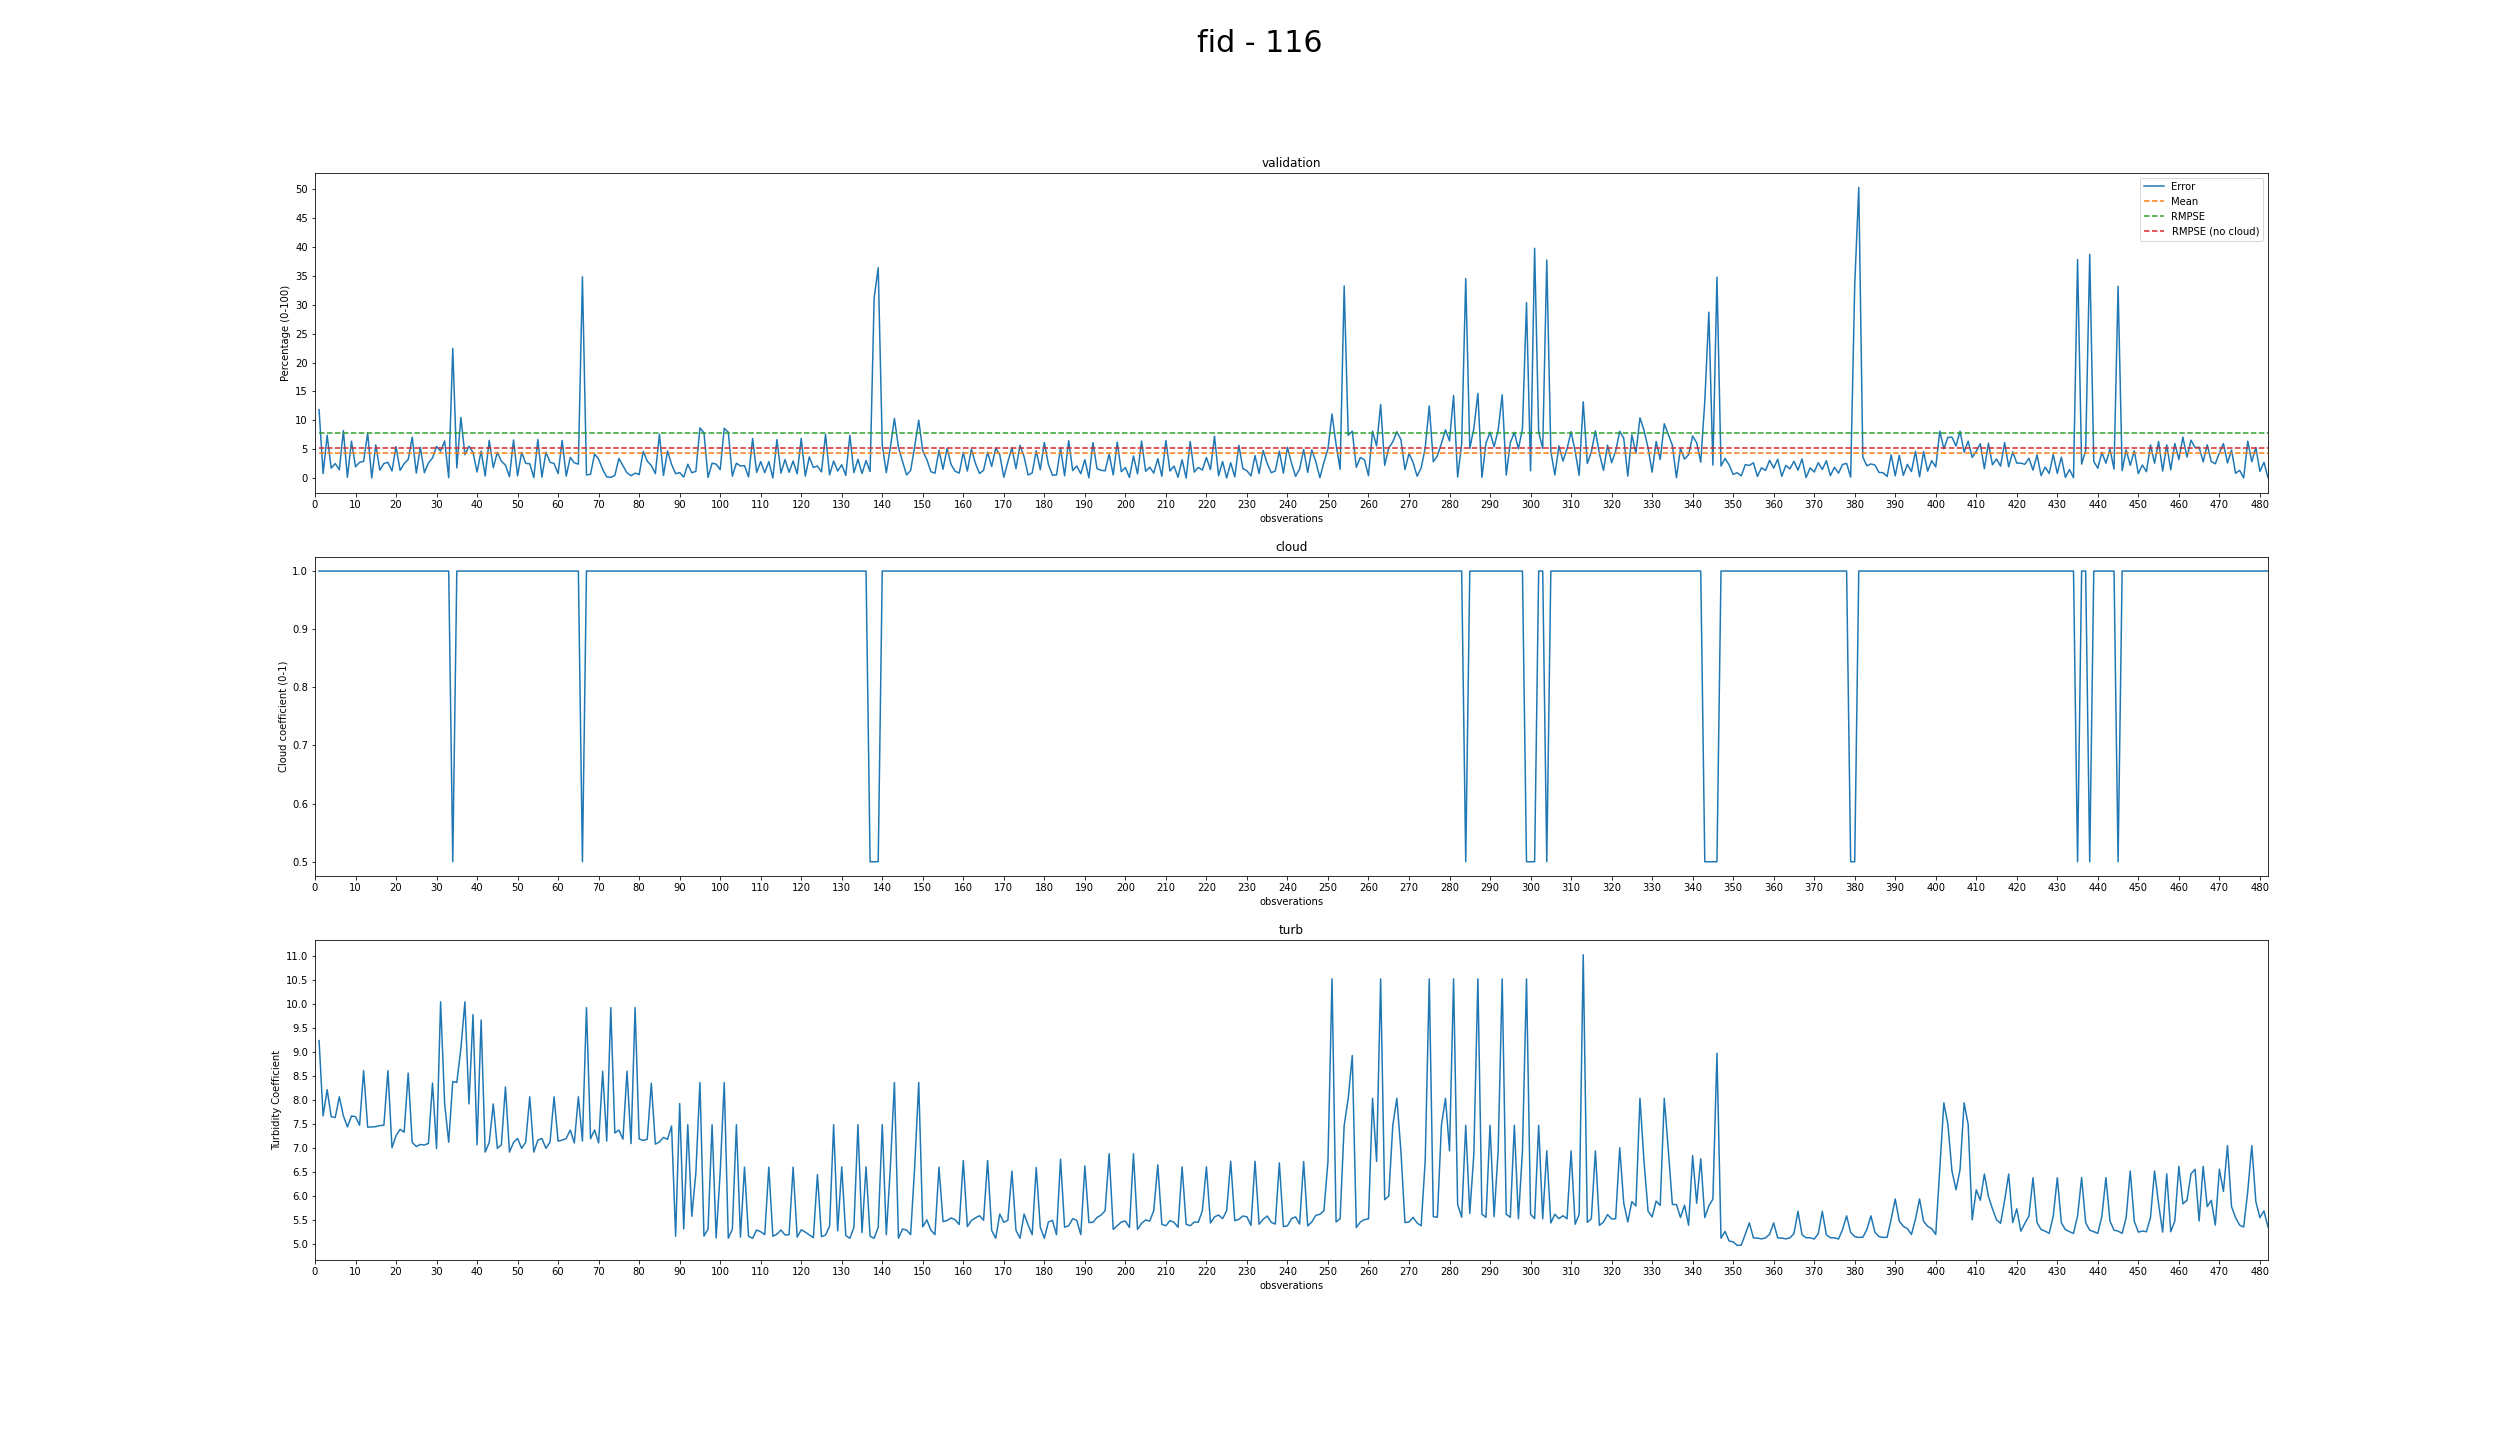 fid - 116
validation
50
45
40
35
30
25
20
15
10
5
0
Percentage (0-100)
Error
Mean
RMPSE
RMPSE (no cloud)
0 10 20 30 40 50 60 70 80 90 100 110 120 130 140 150 160 170 180 190 200 210 220 230 240 250 260 270 280 290 300 310 320 330 340 350 360 370 380 390 400 410 420 430 440 450 460 470 480
obsverations
cloud
1.0
0.9
0.8
0.7
0.6
0.5
Cloud coefficient (0-1)
0 10 20 30 40 50 60 70 80 90 100 110 120 130 140 150 160 170 180 190 200 210 220 230 240 250 260 270 280 290 300 310 320 330 340 350 360 370 380 390 400 410 420 430 440 450 460 470 480
obsverations
turb
11.0
10.5
10.0
9.5
9.0
8.5
8.0
7.5
7.0
6.5
6.0
5.5
5.0
Turbidity Coefficient
0 10 20 30 40 50 60 70 80 90 100 110 120 130 140 150 160 170 180 190 200 210 220 230 240 250 260 270 280 290 300 310 320 330 340 350 360 370 380 390 400 410 420 430 440 450 460 470 480
obsverations